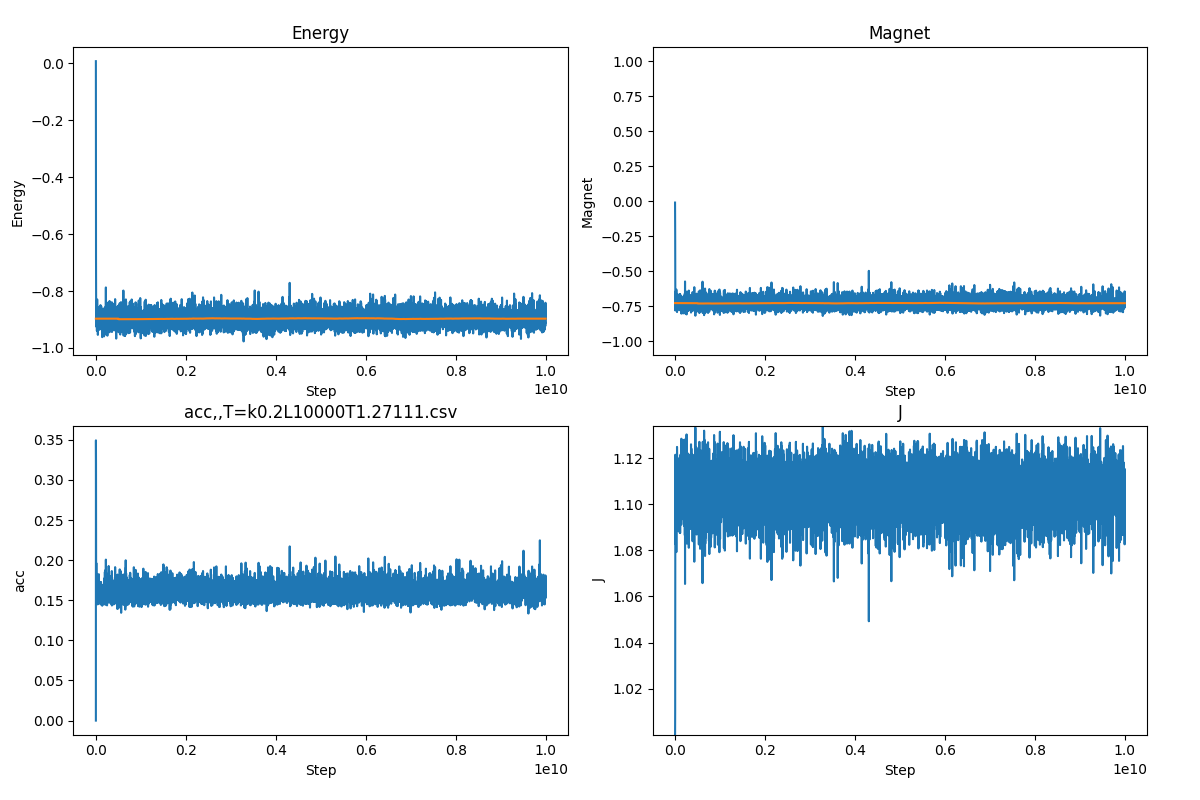 Energy
Energy
0.0
−0.2
−0.4
−0.6
−0.8
−1.0
0.0 0.2 0.4 0.6 0.8 1.0
1e10
Step
Magnet
Magnet
1.00
0.75
0.50
0.25
0.00
−0.25
−0.50
−0.75
−1.00
0.0 0.2 0.4 0.6 0.8 1.0
1e10
Step
acc,,T=k0.2L10000T1.27111.csv
acc
0.35
0.30
0.25
0.20
0.15
0.10
0.05
0.00
0.0 0.2 0.4 0.6 0.8 1.0
1e10
Step
J
J
1.12
1.10
1.08
1.06
1.04
1.02
0.0 0.2 0.4 0.6 0.8 1.0
1e10
Step